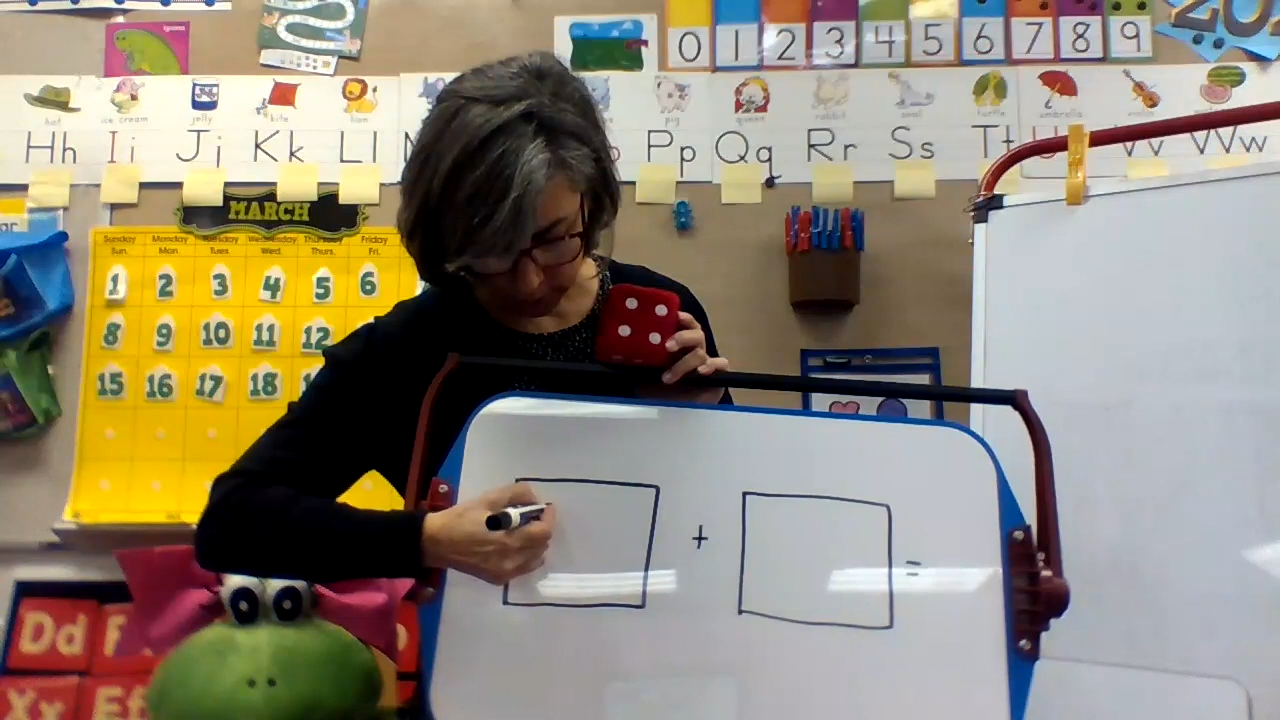 iguana
0 1 2 3 4 5 6 7 8 9
20
hat ice cream jelly kite lion pig queen rabbit seal turtle umbrella violin
Hh Ii Jj Kk Ll Pp Qq Rr Ss Tt U Vv Ww
MARCH
Sunday Monday Tuesday Wednesday Thursday Friday
Sun. Mon. Tues. Wed. Thurs. Fri.
1 2 3 4 5 6
8 9 10 11 12
15 16 17 18
+ =
Dd
Xx